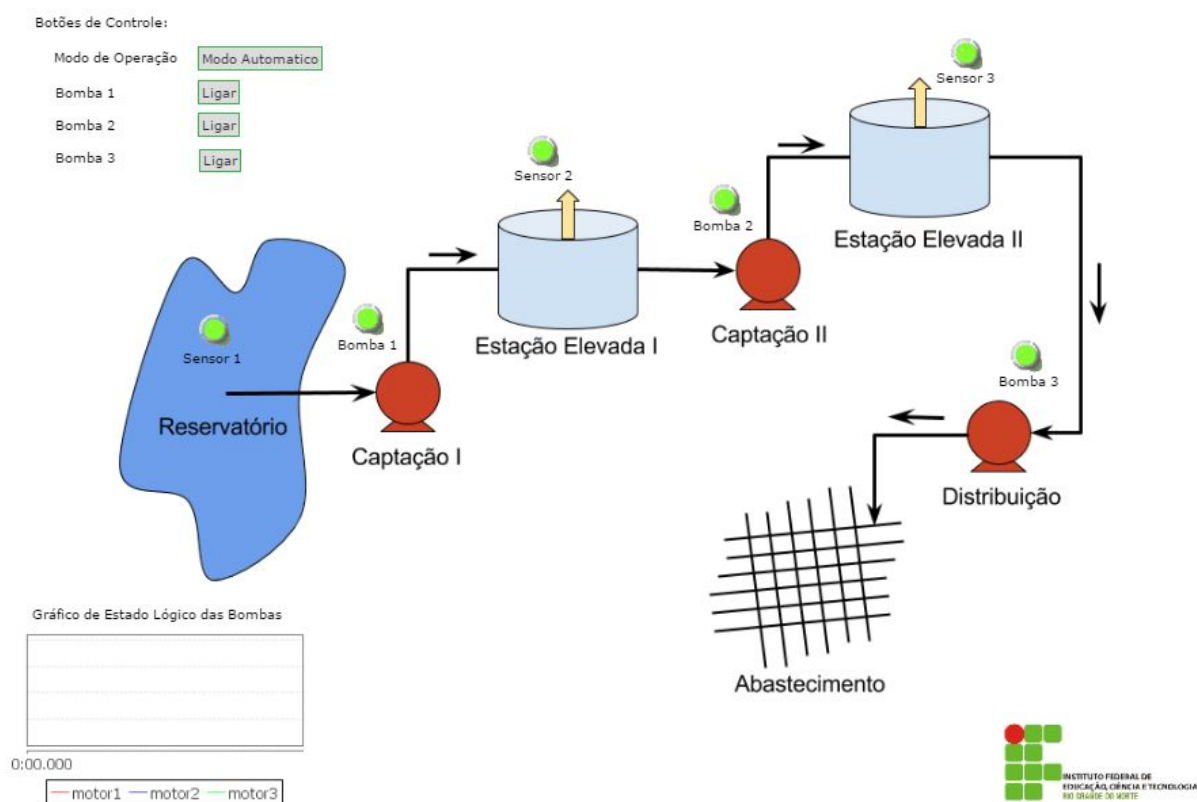 Botões de Controle:
Modo de Operação Modo Automatico
Bomba 1 Ligar
Bomba 2 Ligar
Bomba 3 Ligar
Sensor 3
Sensor 2
Bomba 2
Estação Elevada II
Sensor 1
Bomba 1
Estação Elevada I
Captação II
Bomba 3
Reservatório
Captação I
Distribuição
Gráfico de Estado Lógico das Bombas
Abastecimento
0:00.000
motor1 motor2 motor3
INSTITUTO FEDERAL DE
EDUCAÇÃO, CIÊNCIA E TECNOLOGIA
RIO GRANDE DO NORTE